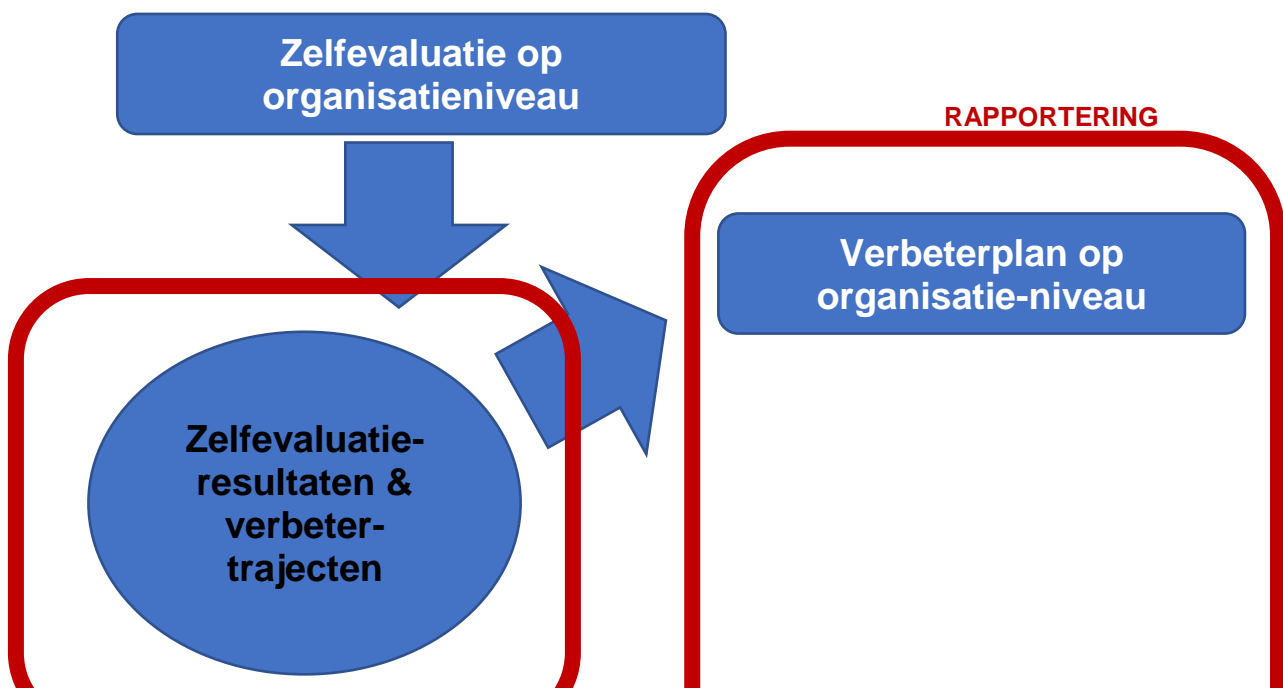 Zelfevaluatie op
organisatieniveau
RAPPORTERING
Verbeterplan op
organisatie-niveau
Zelfevaluatie-
resultaten &
verbeter-
trajecten